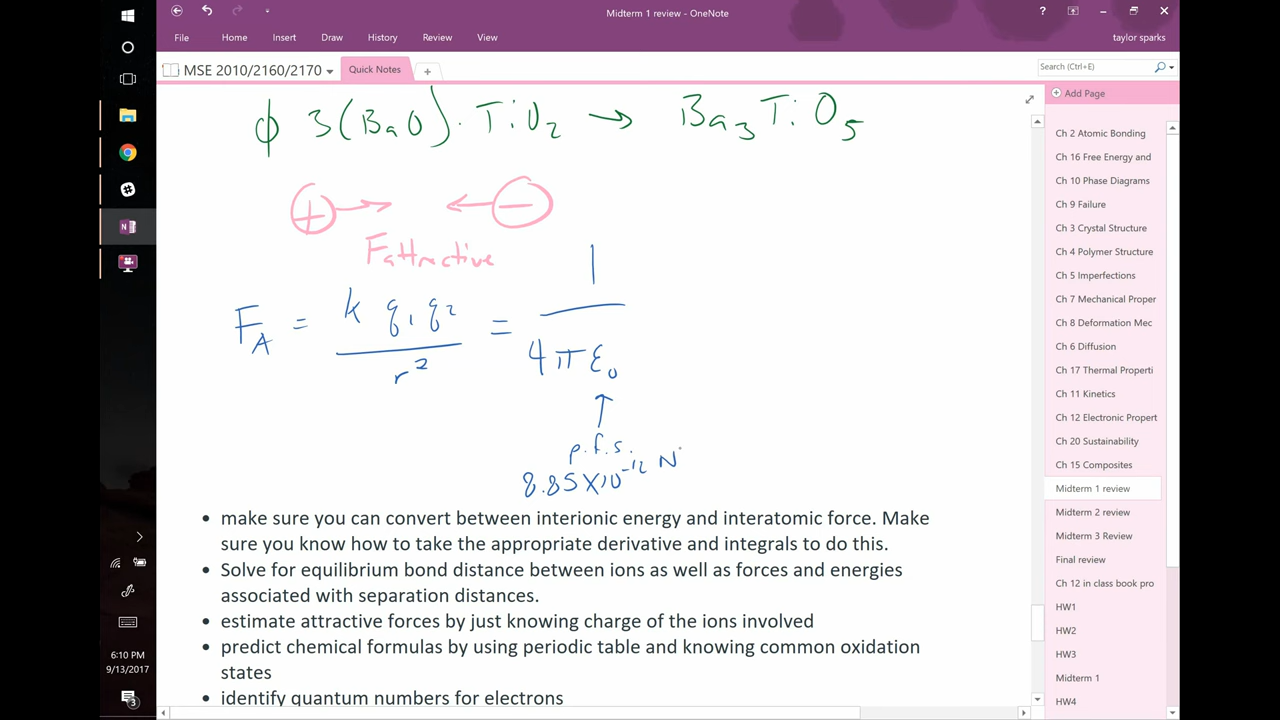 Midterm 1 review - OneNote
File Home Insert Draw History Review View
taylor sparks
MSE 2010/2160/2170
Quick Notes
Search (Ctrl+E)
Add Page
Ch 2 Atomic Bonding
Ch 16 Free Energy and
Ch 10 Phase Diagrams
Ch 9 Failure
Ch 3 Crystal Structure
Ch 4 Polymer Structure
Ch 5 Imperfections
Ch 7 Mechanical Proper
Ch 8 Deformation Mec
Ch 6 Diffusion
Ch 17 Thermal Properti
Ch 11 Kinetics
Ch 12 Electronic Propert
Ch 20 Sustainability
Ch 15 Composites
Midterm 1 review
Midterm 2 review
Midterm 3 Review
Final review
Ch 12 in class book pro
HW1
HW2
HW3
Midterm 1
HW4
ϕ 3(BaO)·TiO₂ → Ba₃TiO₅
+ → ← −
Fattractive
F_A = k q₁ q₂ / r² = 1 / 4πε₀
↑
p.f.s.
8.85X10⁻¹² N
• make sure you can convert between interionic energy and interatomic force. Make
sure you know how to take the appropriate derivative and integrals to do this.
• Solve for equilibrium bond distance between ions as well as forces and energies
associated with separation distances.
• estimate attractive forces by just knowing charge of the ions involved
• predict chemical formulas by using periodic table and knowing common oxidation
states
• identify quantum numbers for electrons
6:10 PM
9/13/2017
3